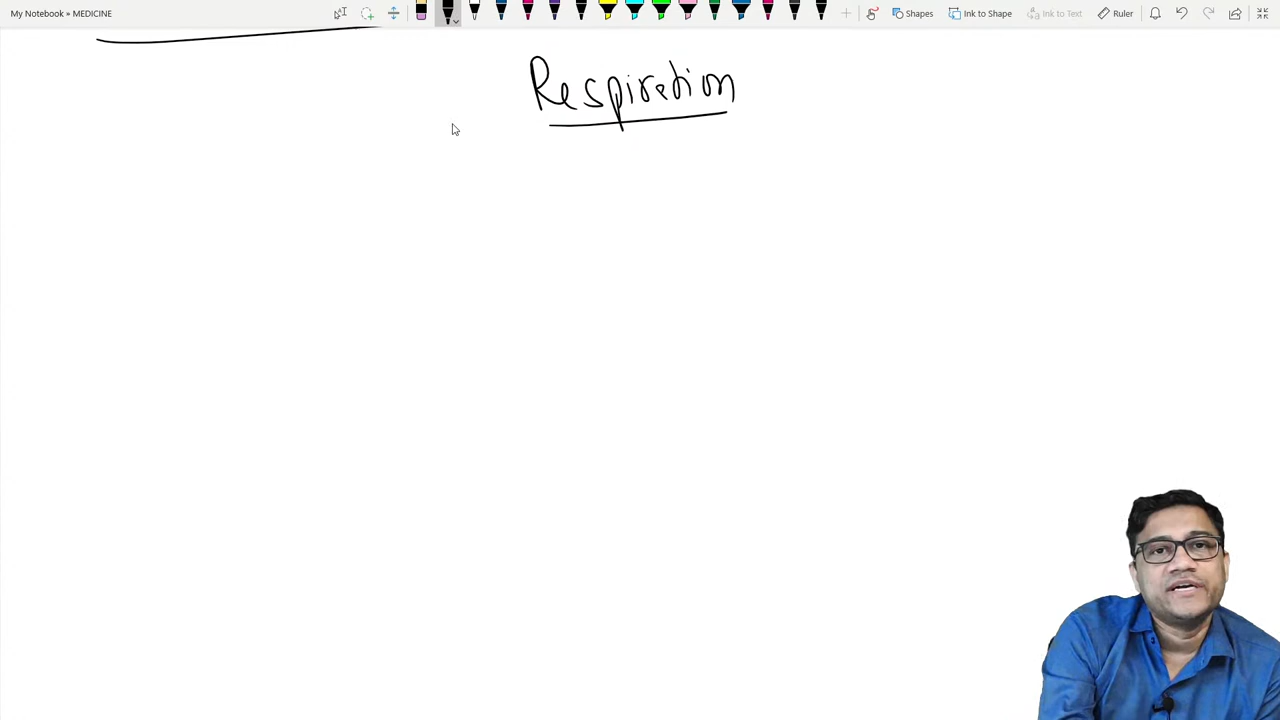 My Notebook » MEDICINE
Shapes
Ink to Shape
Ink to Text
Ruler
Respiration